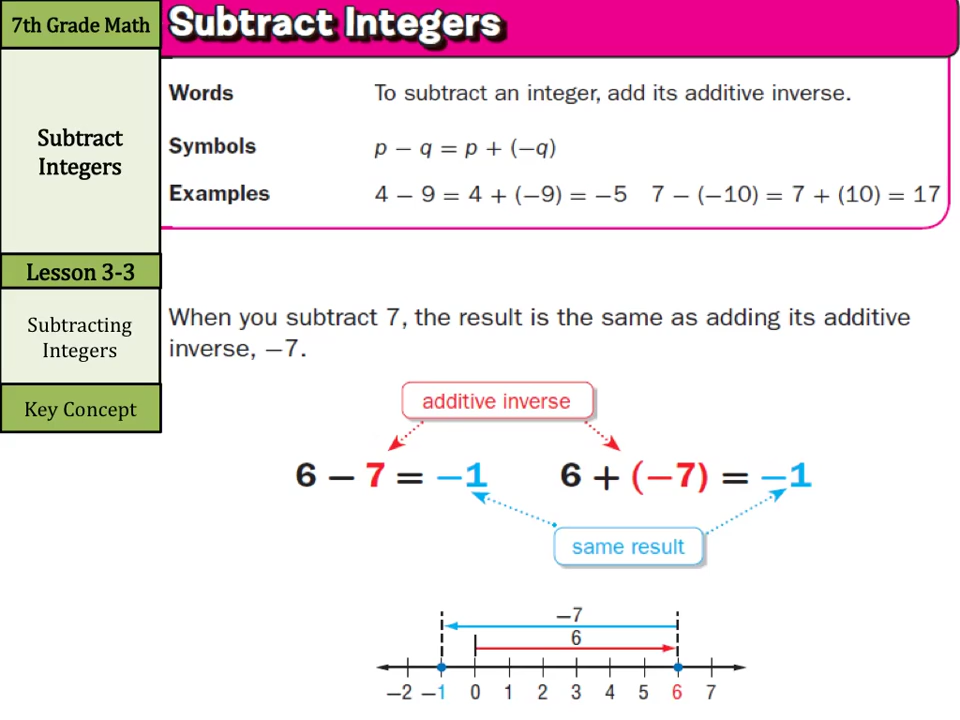 7th Grade Math
Subtract Integers
Subtract
Integers
Words To subtract an integer, add its additive inverse.
Symbols p − q = p + (−q)
Examples 4 − 9 = 4 + (−9) = −5 7 − (−10) = 7 + (10) = 17
Lesson 3-3
Subtracting
Integers
Key Concept
When you subtract 7, the result is the same as adding its additive
inverse, −7.
additive inverse
6 − 7 = −1 6 + (−7) = −1
same result
−7
6
−2 −1 0 1 2 3 4 5 6 7